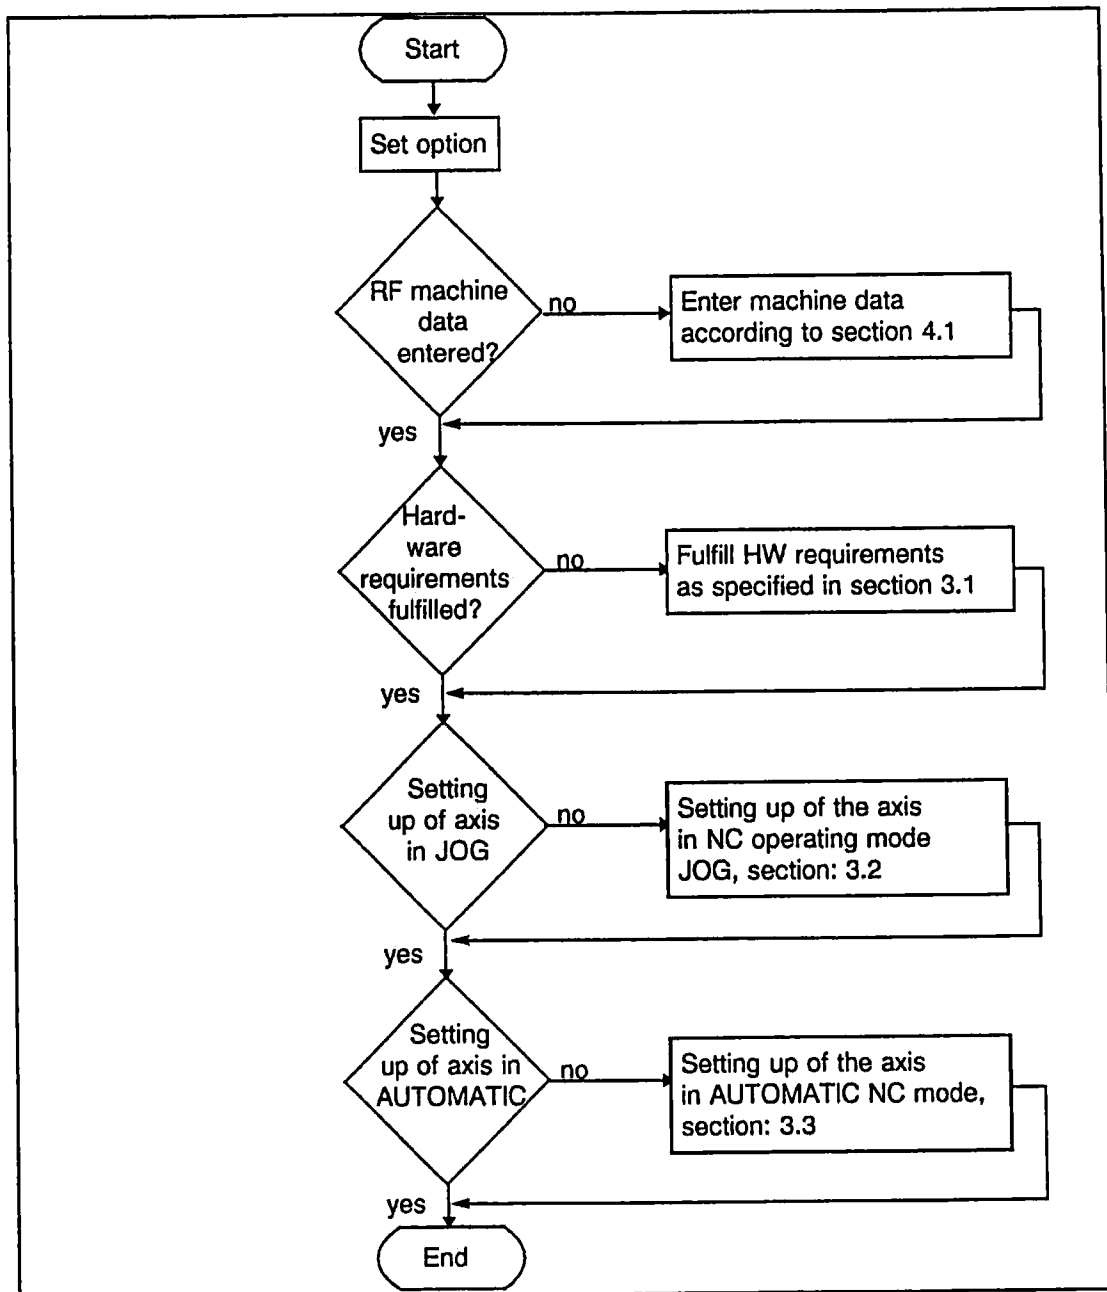 Start
Set option
RF machine
data
entered?
no
Enter machine data
according to section 4.1
yes
Hard-
ware
requirements
fulfilled?
no
Fulfill HW requirements
as specified in section 3.1
yes
Setting
up of axis
in JOG
no
Setting up of the axis
in NC operating mode
JOG, section: 3.2
yes
Setting
up of axis in
AUTOMATIC
no
Setting up of the axis
in AUTOMATIC NC mode,
section: 3.3
yes
End